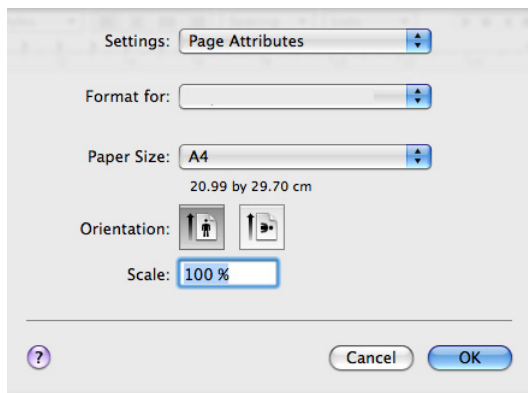 Settings: Page Attributes
Format for:
Paper Size: A4
20.99 by 29.70 cm
Orientation:
Scale: 100 %
? Cancel OK